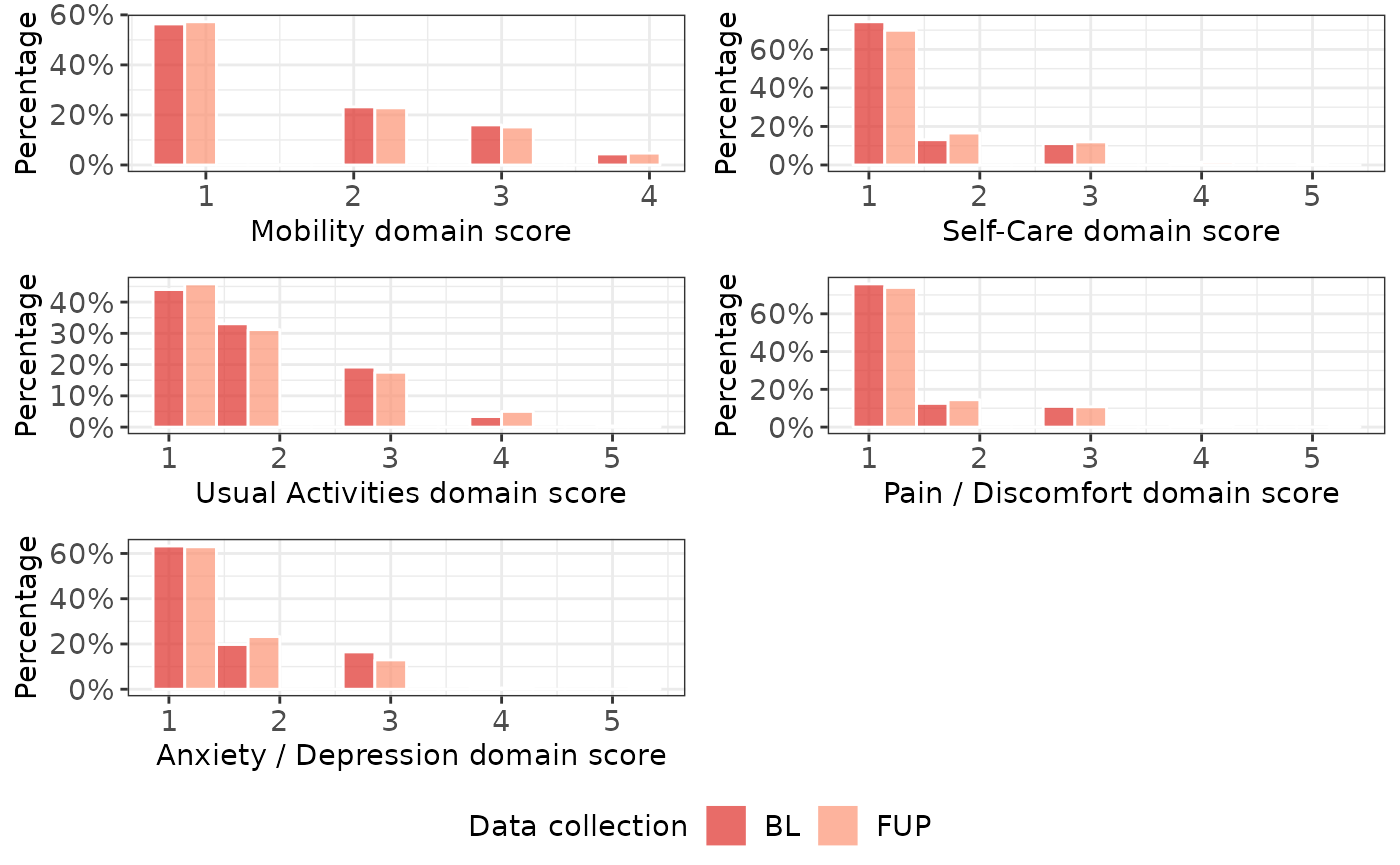 Percentage
60%
40%
20%
0%
1 2 3 4
Mobility domain score
Percentage
60%
40%
20%
0%
1 2 3 4 5
Self-Care domain score
Percentage
40%
30%
20%
10%
0%
1 2 3 4 5
Usual Activities domain score
Percentage
60%
40%
20%
0%
1 2 3 4 5
Pain / Discomfort domain score
Percentage
60%
40%
20%
0%
1 2 3 4 5
Anxiety / Depression domain score
Data collection BL FUP